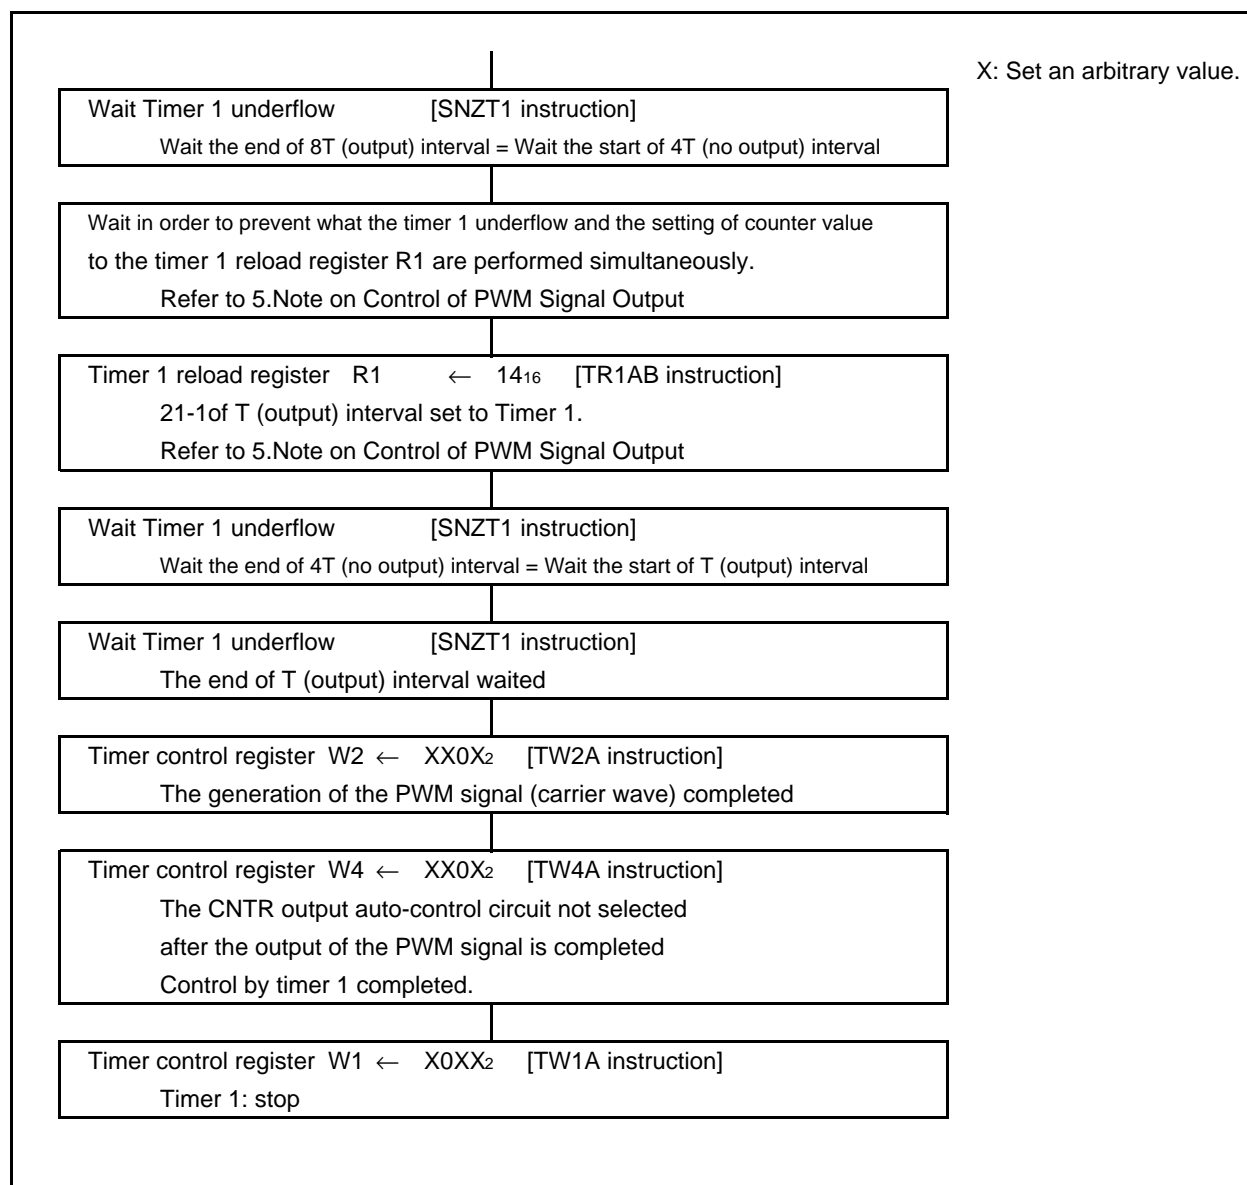 X: Set an arbitrary value.
Wait Timer 1 underflow [SNZT1 instruction]
Wait the end of 8T (output) interval = Wait the start of 4T (no output) interval
Wait in order to prevent what the timer 1 underflow and the setting of counter value
to the timer 1 reload register R1 are performed simultaneously.
Refer to 5.Note on Control of PWM Signal Output
Timer 1 reload register R1 ← 14₁₆ [TR1AB instruction]
21-1of T (output) interval set to Timer 1.
Refer to 5.Note on Control of PWM Signal Output
Wait Timer 1 underflow [SNZT1 instruction]
Wait the end of 4T (no output) interval = Wait the start of T (output) interval
Wait Timer 1 underflow [SNZT1 instruction]
The end of T (output) interval waited
Timer control register W2 ← XX0X₂ [TW2A instruction]
The generation of the PWM signal (carrier wave) completed
Timer control register W4 ← XX0X₂ [TW4A instruction]
The CNTR output auto-control circuit not selected
after the output of the PWM signal is completed
Control by timer 1 completed.
Timer control register W1 ← X0XX₂ [TW1A instruction]
Timer 1: stop